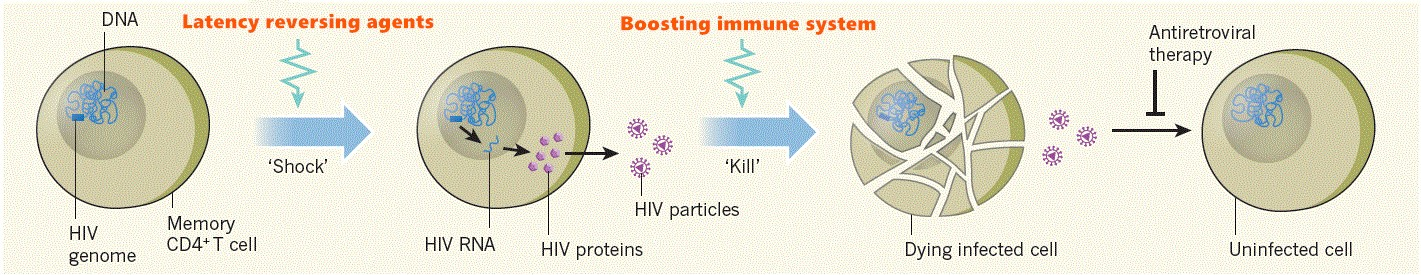 DNA
Latency reversing agents
Boosting immune system
Antiretroviral
therapy
'Shock'
'Kill'
HIV
genome
Memory
CD4⁺ T cell
HIV RNA
HIV proteins
HIV particles
Dying infected cell
Uninfected cell